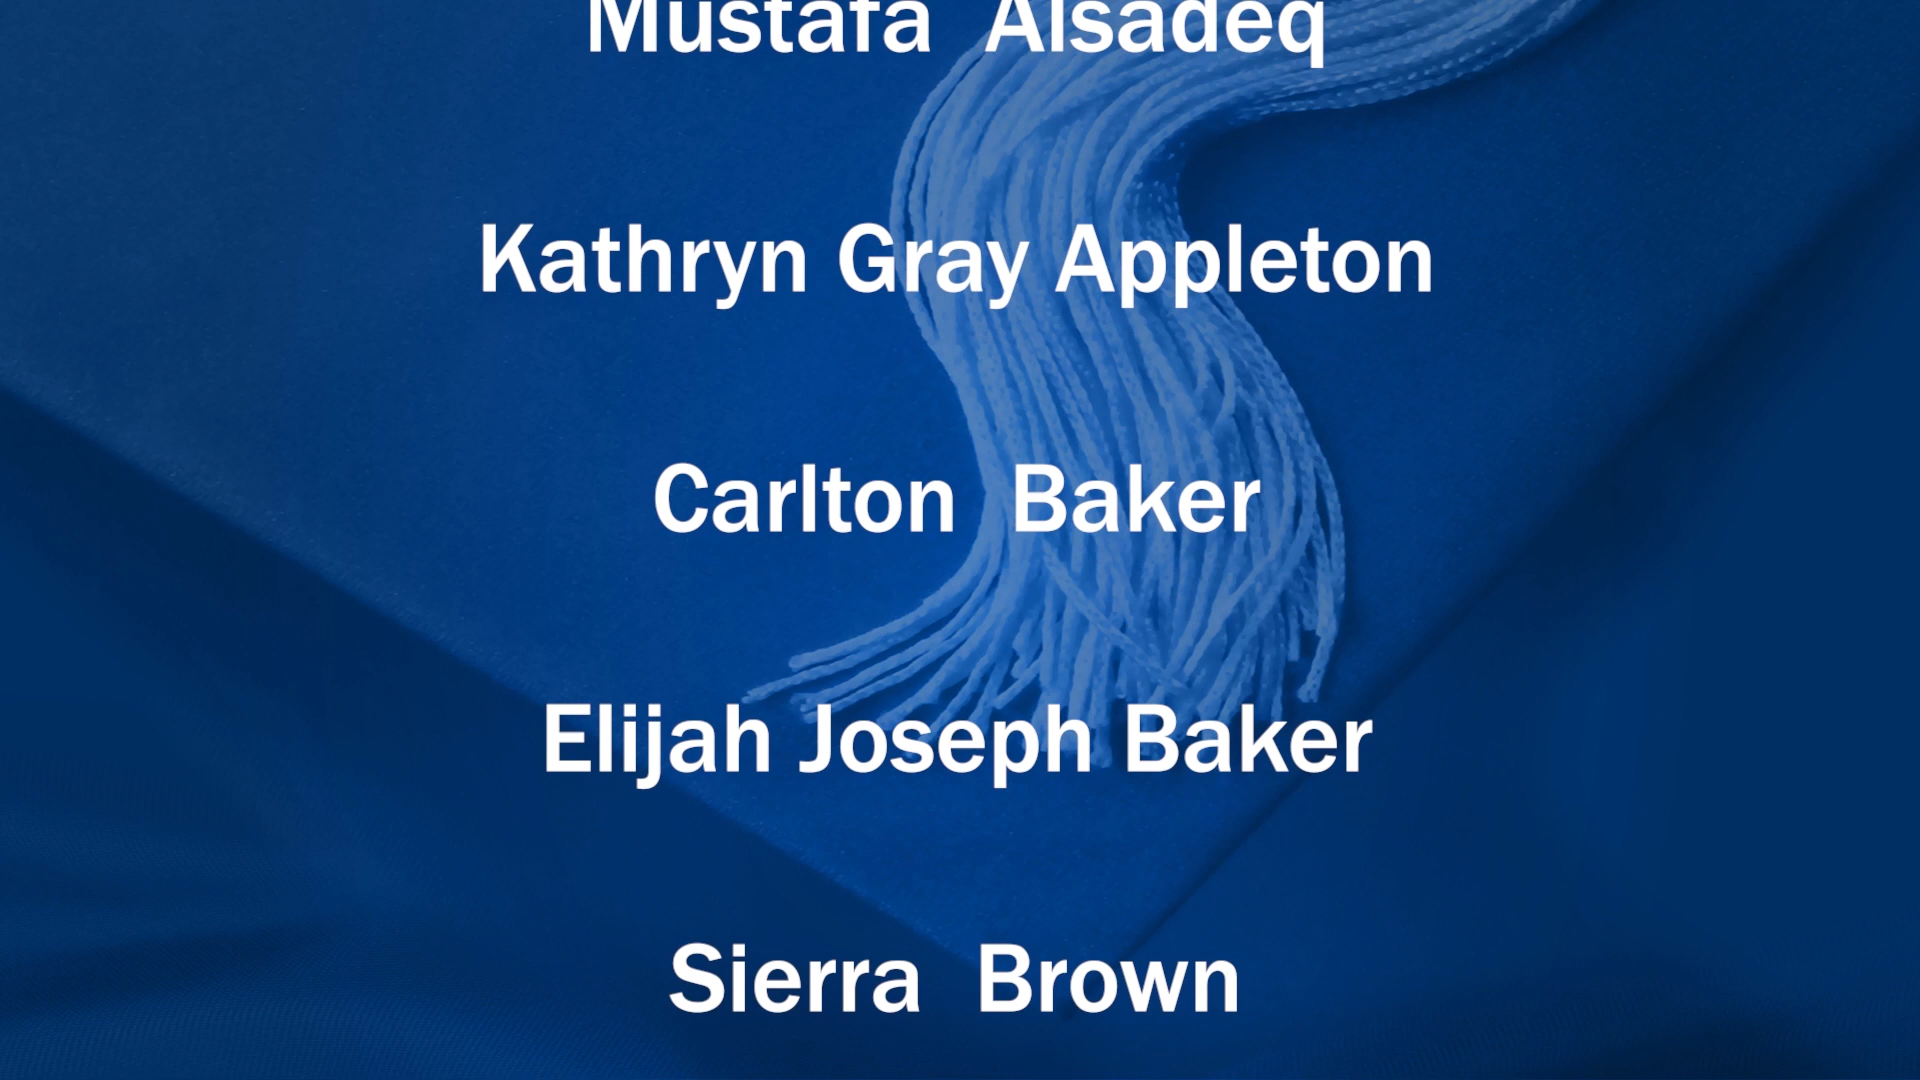 Mustafa Alsadeq
Kathryn Gray Appleton
Carlton Baker
Elijah Joseph Baker
Sierra Brown